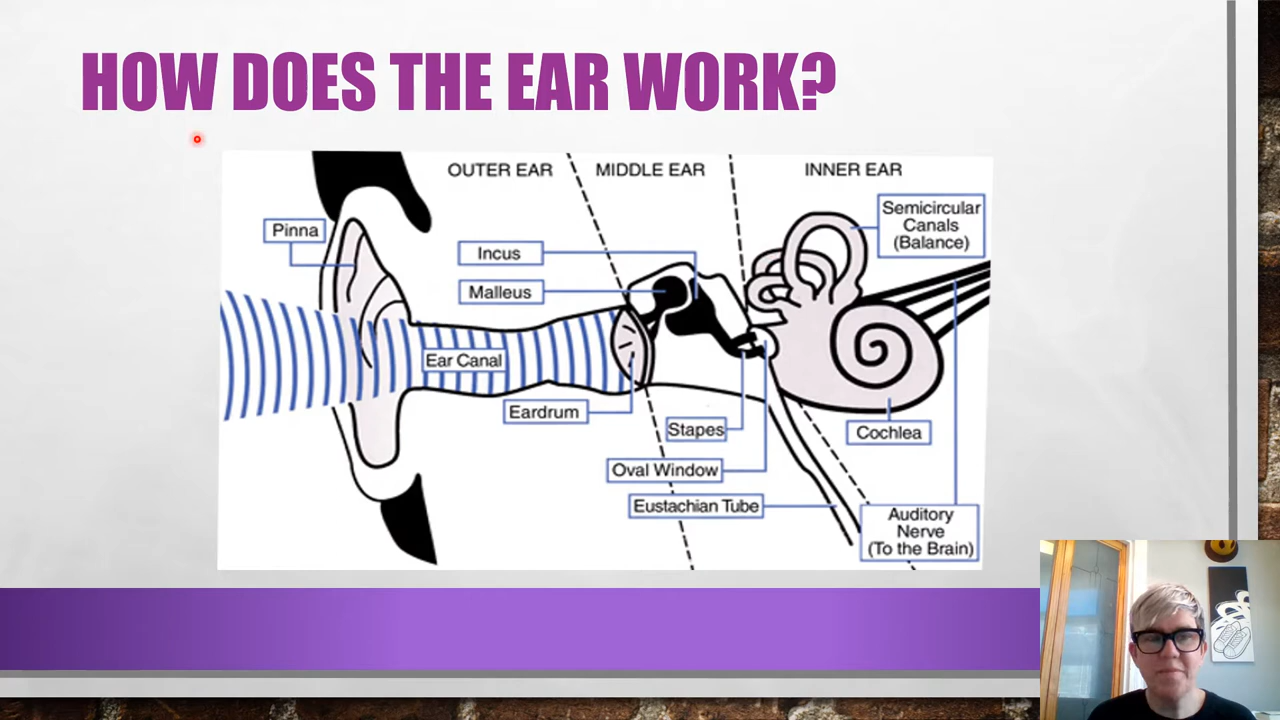 HOW DOES THE EAR WORK?
OUTER EAR
MIDDLE EAR
INNER EAR
Pinna
Semicircular
Canals
(Balance)
Incus
Malleus
Ear Canal
Eardrum
Stapes
Cochlea
Oval Window
Eustachian Tube
Auditory
Nerve
(To the Brain)